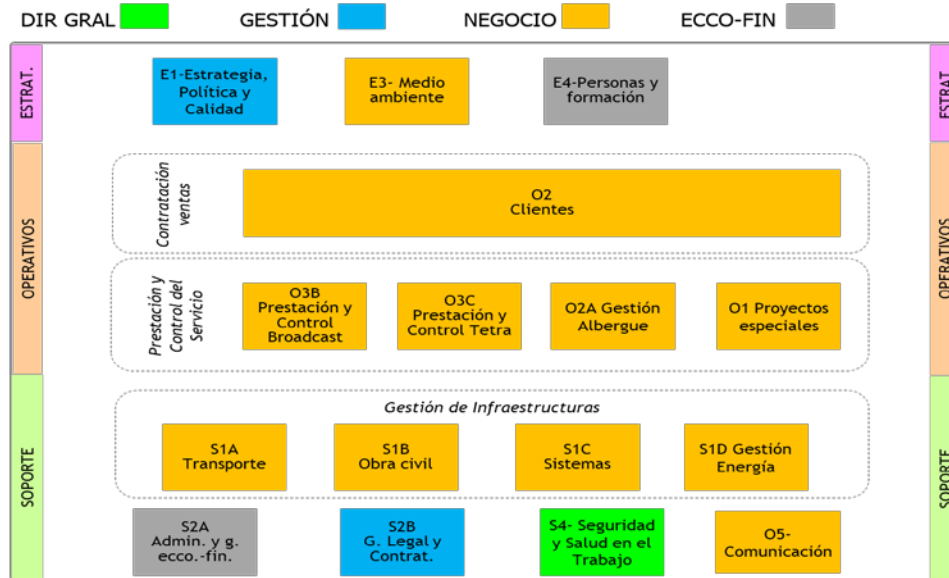 DIR GRAL
GESTIÓN
NEGOCIO
ECCO-FIN
ESTRAT.
E1-Estrategia,
Política y
Calidad
E3- Medio
ambiente
E4-Personas y
formación
ESTRAT
OPERATIVOS
Contratación
ventas
O2
Clientes
OPERATIVOS
Prestación y
Control del
Servicio
O3B
Prestación y
Control
Broadcast
O3C
Prestación y
Control Tetra
O2A Gestión
Albergue
O1 Proyectos
especiales
SOPORTE
Gestión de Infraestructuras
S1A
Transporte
S1B
Obra civil
S1C
Sistemas
S1D Gestión
Energía
SOPORTE
S2A
Admin. y g.
ecco.-fin.
S2B
G. Legal y
Contrat.
S4- Seguridad
y Salud en el
Trabajo
O5-
Comunicación